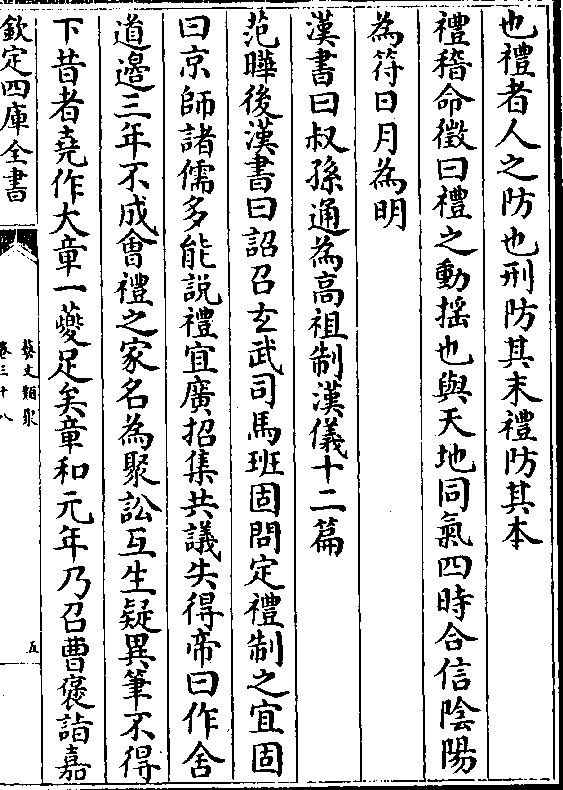 也禮者人之防也刑防其末禮防其本
禮稽命徵曰禮之動揺也與天地同氣四時合信陰陽
為符日月為明
漢書曰叔孫通為高祖制漢儀十二篇
范曄後漢書曰詔召玄武司馬班固問定禮制之宜固
曰京師諸儒多能説禮宜廣招集共議失得帝曰作舍
道邉三年不成㑹禮之家名為聚訟互生疑異筆不得
下昔者堯作大章一夔足矣章和元年乃召曹褒詣嘉
欽定四庫全書
藝文類聚
卷三十八
五